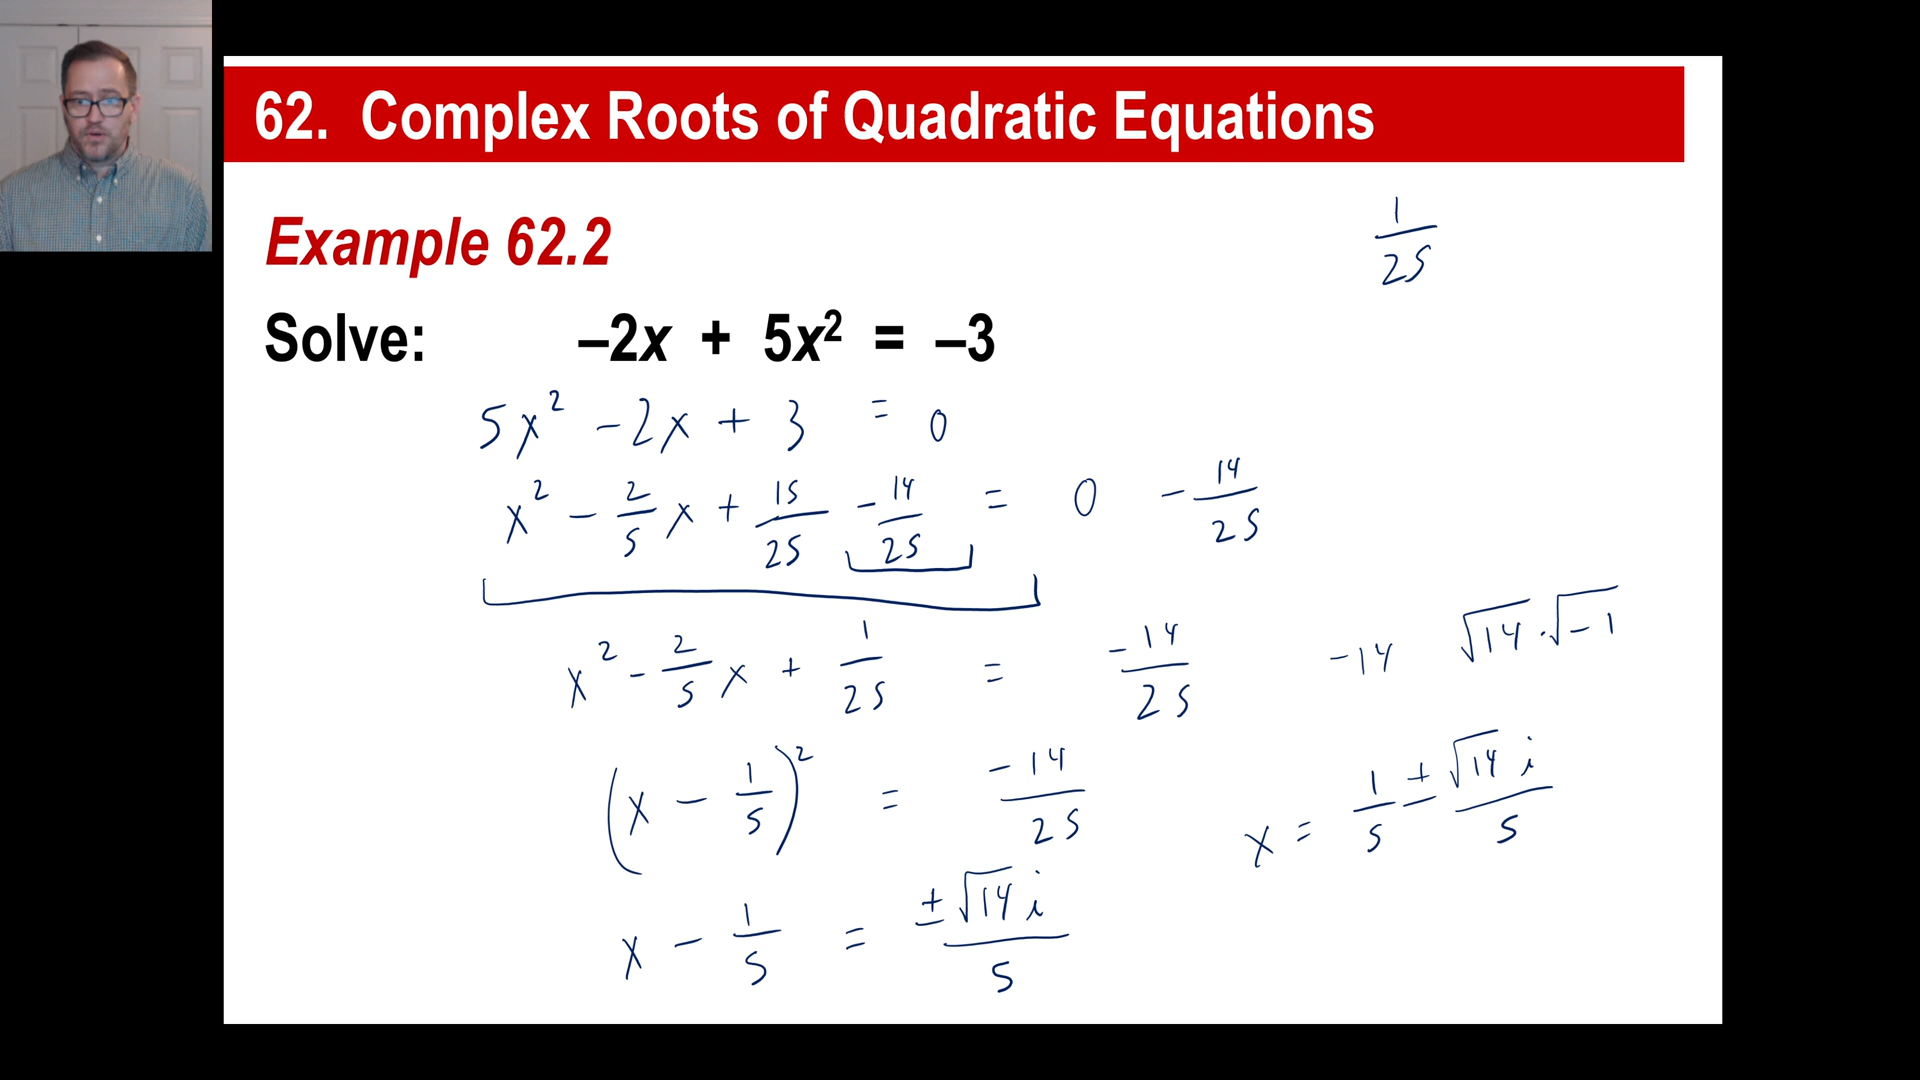 62. Complex Roots of Quadratic Equations
Example 62.2
1/25
Solve: –2x + 5x² = –3
5x² - 2x + 3 = 0
x² - 2/5 x + 15/25 - 14/25 = 0 - 14/25
x² - 2/5 x + 1/25 = -14/25
-14 √14 · √-1
(x - 1/5)² = -14/25
x = 1/5 ± √14 i/5
x - 1/5 = ±√14 i/5